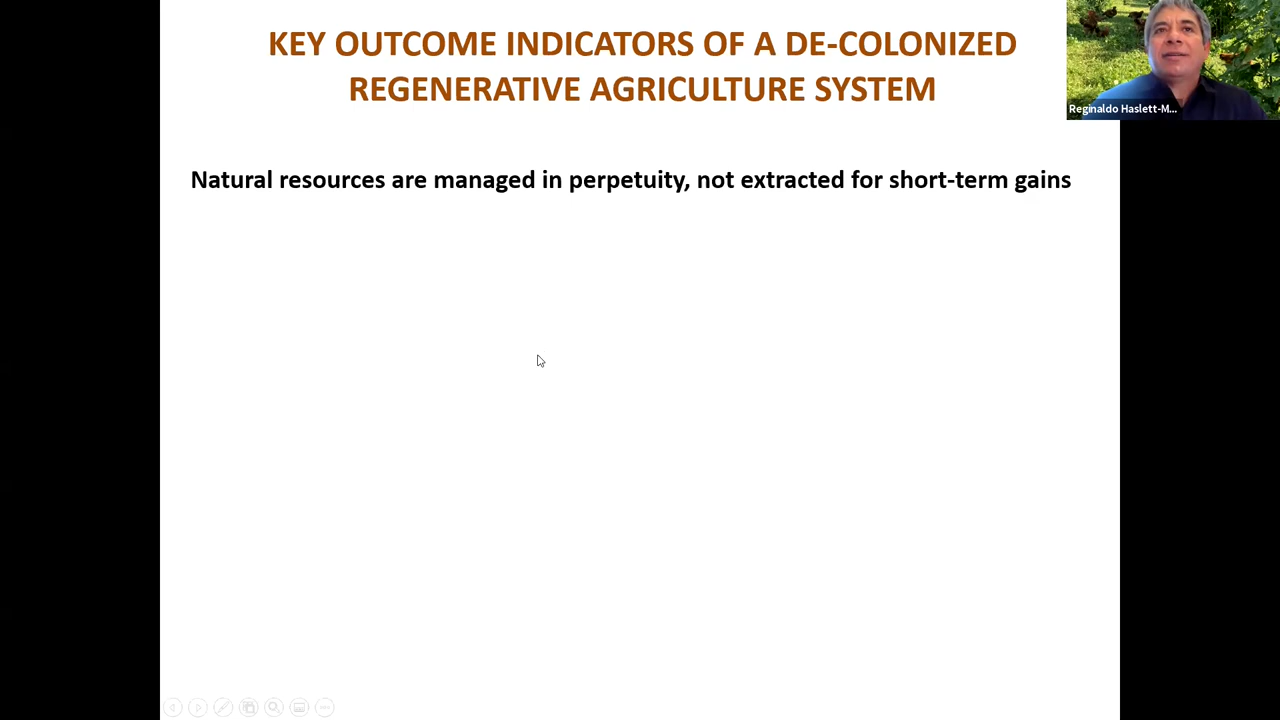 KEY OUTCOME INDICATORS OF A DE-COLONIZED
REGENERATIVE AGRICULTURE SYSTEM
Reginaldo Haslett-M...
Natural resources are managed in perpetuity, not extracted for short-term gains